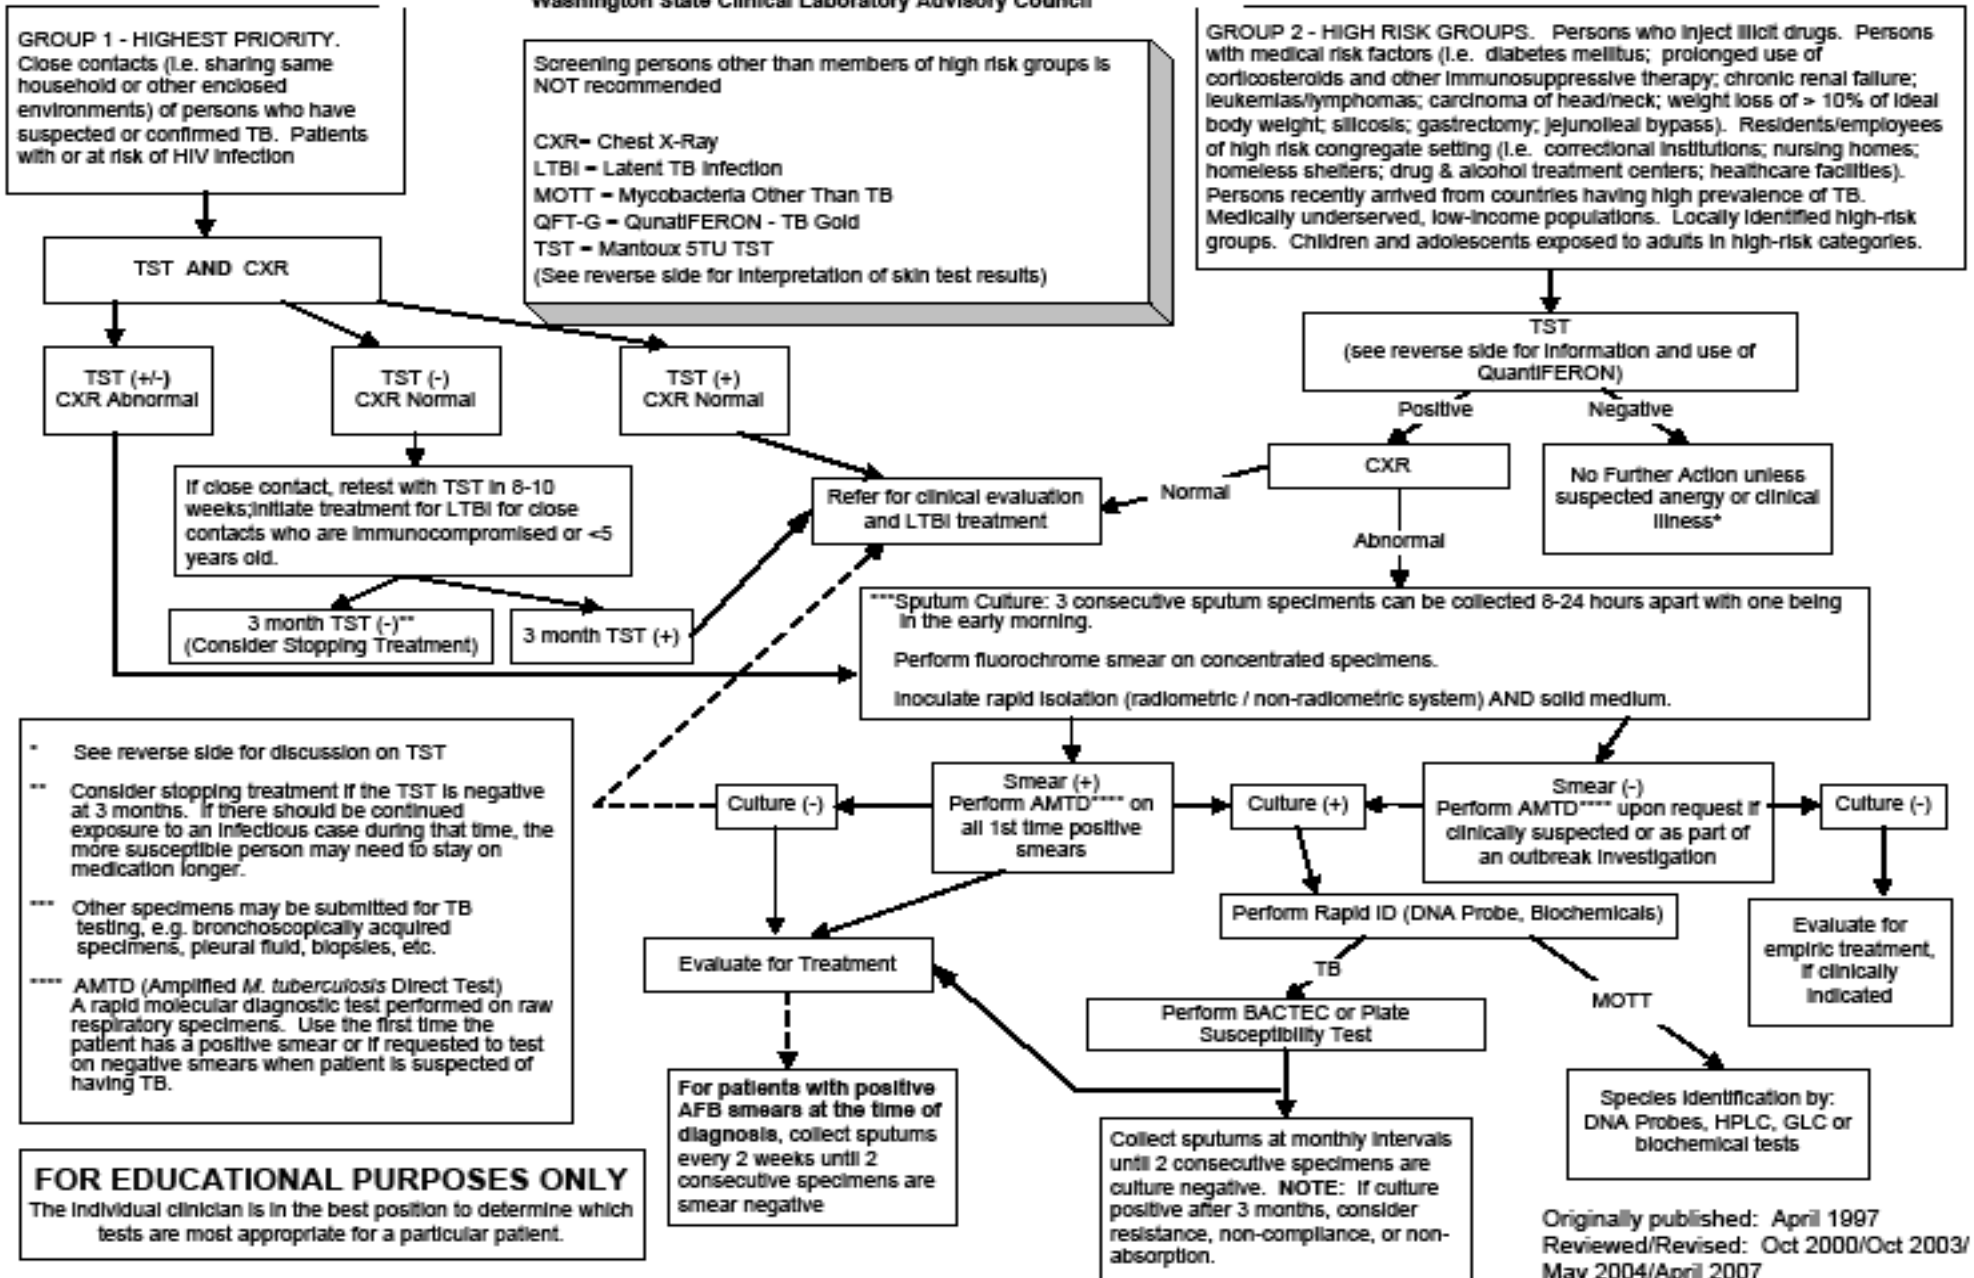 Washington State Clinical Laboratory Advisory Council
GROUP 1 - HIGHEST PRIORITY.
Close contacts (i.e. sharing same
household or other enclosed
environments) of persons who have
suspected or confirmed TB. Patients
with or at risk of HIV infection
Screening persons other than members of high risk groups is
NOT recommended
CXR= Chest X-Ray
LTBI = Latent TB Infection
MOTT = Mycobacteria Other Than TB
QFT-G = QunatiFERON - TB Gold
TST = Mantoux 5TU TST
(See reverse side for interpretation of skin test results)
GROUP 2 - HIGH RISK GROUPS. Persons who inject illicit drugs. Persons
with medical risk factors (i.e. diabetes mellitus; prolonged use of
corticosteroids and other immunosuppressive therapy; chronic renal failure;
leukemias/lymphomas; carcinoma of head/neck; weight loss of > 10% of ideal
body weight; silicosis; gastrectomy; jejunoileal bypass). Residents/employees
of high risk congregate setting (i.e. correctional institutions; nursing homes;
homeless shelters; drug & alcohol treatment centers; healthcare facilities).
Persons recently arrived from countries having high prevalence of TB.
Medically underserved, low-income populations. Locally identified high-risk
groups. Children and adolescents exposed to adults in high-risk categories.
TST AND CXR
TST (+/-)
CXR Abnormal
TST (-)
CXR Normal
TST (+)
CXR Normal
TST
(see reverse side for information and use of
QuantiFERON)
Positive
Negative
CXR
No Further Action unless
suspected anergy or clinical
illness*
Normal
Abnormal
If close contact, retest with TST in 8-10
weeks;initiate treatment for LTBI for close
contacts who are immunocompromised or <5
years old.
Refer for clinical evaluation
and LTBI treatment
3 month TST (-)**
(Consider Stopping Treatment)
3 month TST (+)
***Sputum Culture: 3 consecutive sputum speciments can be collected 8-24 hours apart with one being
in the early morning.
Perform fluorochrome smear on concentrated specimens.
Inoculate rapid isolation (radiometric / non-radiometric system) AND solid medium.
* See reverse side for discussion on TST
** Consider stopping treatment if the TST is negative
at 3 months. If there should be continued
exposure to an infectious case during that time, the
more susceptible person may need to stay on
medication longer.
*** Other specimens may be submitted for TB
testing, e.g. bronchoscopically acquired
specimens, pleural fluid, biopsies, etc.
**** AMTD (Amplified M. tuberculosis Direct Test)
A rapid molecular diagnostic test performed on raw
respiratory specimens. Use the first time the
patient has a positive smear or if requested to test
on negative smears when patient is suspected of
having TB.
Culture (-)
Smear (+)
Perform AMTD**** on
all 1st time positive
smears
Culture (+)
Smear (-)
Perform AMTD**** upon request if
clinically suspected or as part of
an outbreak investigation
Culture (-)
Perform Rapid ID (DNA Probe, Biochemicals)
Evaluate for
empiric treatment,
if clinically
indicated
Evaluate for Treatment
TB
MOTT
Perform BACTEC or Plate
Susceptibility Test
For patients with positive
AFB smears at the time of
diagnosis, collect sputums
every 2 weeks until 2
consecutive specimens are
smear negative
Collect sputums at monthly intervals
until 2 consecutive specimens are
culture negative. NOTE: If culture
positive after 3 months, consider
resistance, non-compliance, or non-
absorption.
Species identification by:
DNA Probes, HPLC, GLC or
biochemical tests
FOR EDUCATIONAL PURPOSES ONLY
The individual clinician is in the best position to determine which
tests are most appropriate for a particular patient.
Originally published: April 1997
Reviewed/Revised: Oct 2000/Oct 2003/
May 2004/April 2007